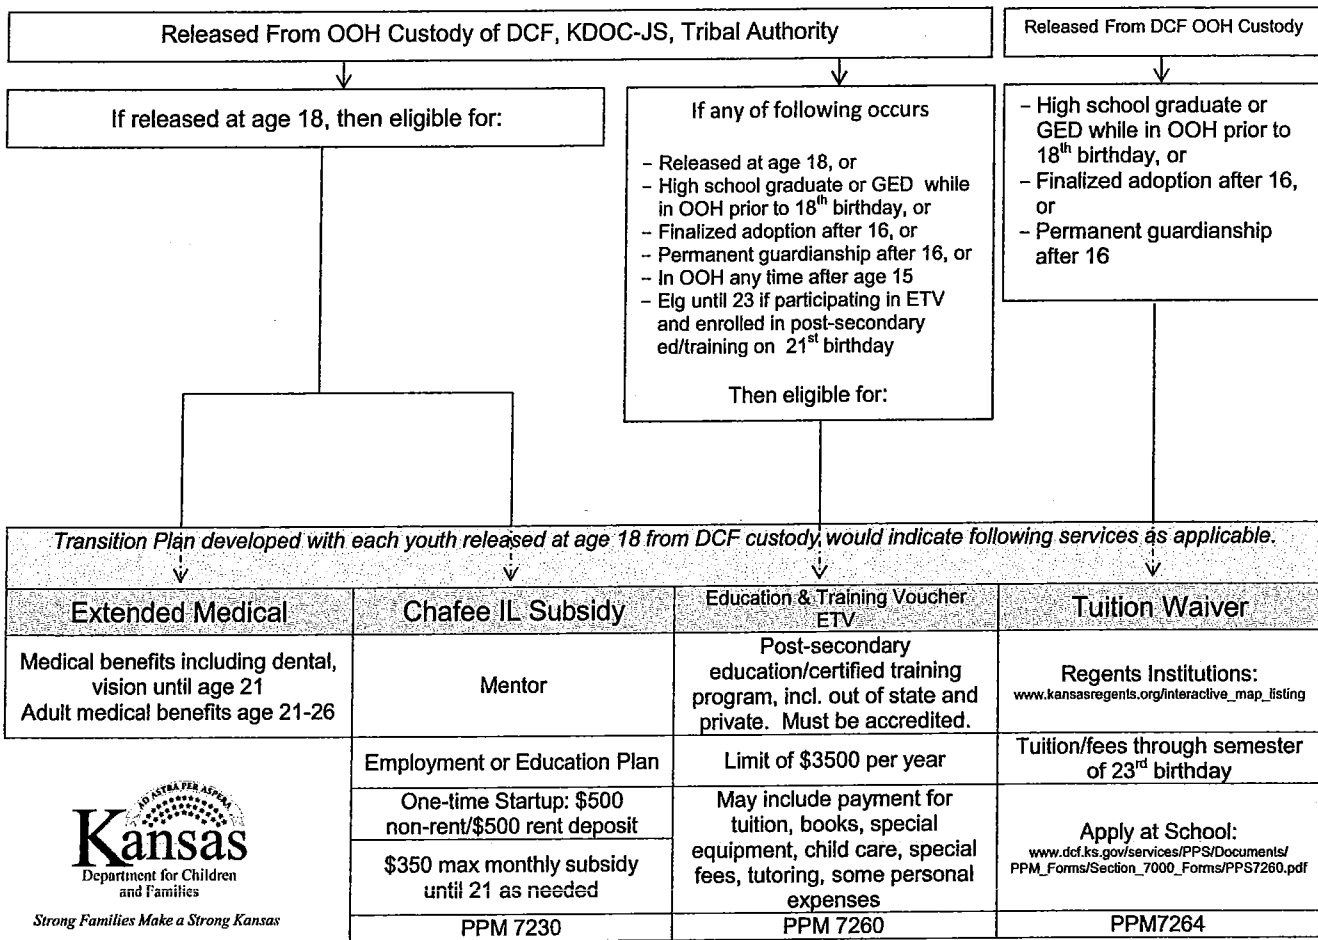 Released From OOH Custody of DCF, KDOC-JS, Tribal Authority
Released From DCF OOH Custody
If released at age 18, then eligible for:
If any of following occurs
– Released at age 18, or
– High school graduate or GED while
in OOH prior to 18th birthday, or
– Finalized adoption after 16, or
– Permanent guardianship after 16, or
– In OOH any time after age 15
– Elg until 23 if participating in ETV
and enrolled in post-secondary
ed/training on 21st birthday
Then eligible for:
– High school graduate or
GED while in OOH prior to
18th birthday, or
– Finalized adoption after 16,
or
– Permanent guardianship
after 16
Transition Plan developed with each youth released at age 18 from DCF custody, would indicate following services as applicable.
Extended Medical
Medical benefits including dental,
vision until age 21
Adult medical benefits age 21-26
Chafee IL Subsidy
Mentor
Employment or Education Plan
One-time Startup: $500
non-rent/$500 rent deposit
$350 max monthly subsidy
until 21 as needed
PPM 7230
Education & Training Voucher
ETV
Post-secondary
education/certified training
program, incl. out of state and
private. Must be accredited.
Limit of $3500 per year
May include payment for
tuition, books, special
equipment, child care, special
fees, tutoring, some personal
expenses
PPM 7260
Tuition Waiver
Regents Institutions:
www.kansasregents.org/interactive_map_listing
Tuition/fees through semester
of 23rd birthday
Apply at School:
www.dcf.ks.gov/services/PPS/Documents/
PPM_Forms/Section_7000_Forms/PPS7260.pdf
PPM7264
AD ASTRA PER ASPERA
Kansas
Department for Children
and Families
Strong Families Make a Strong Kansas